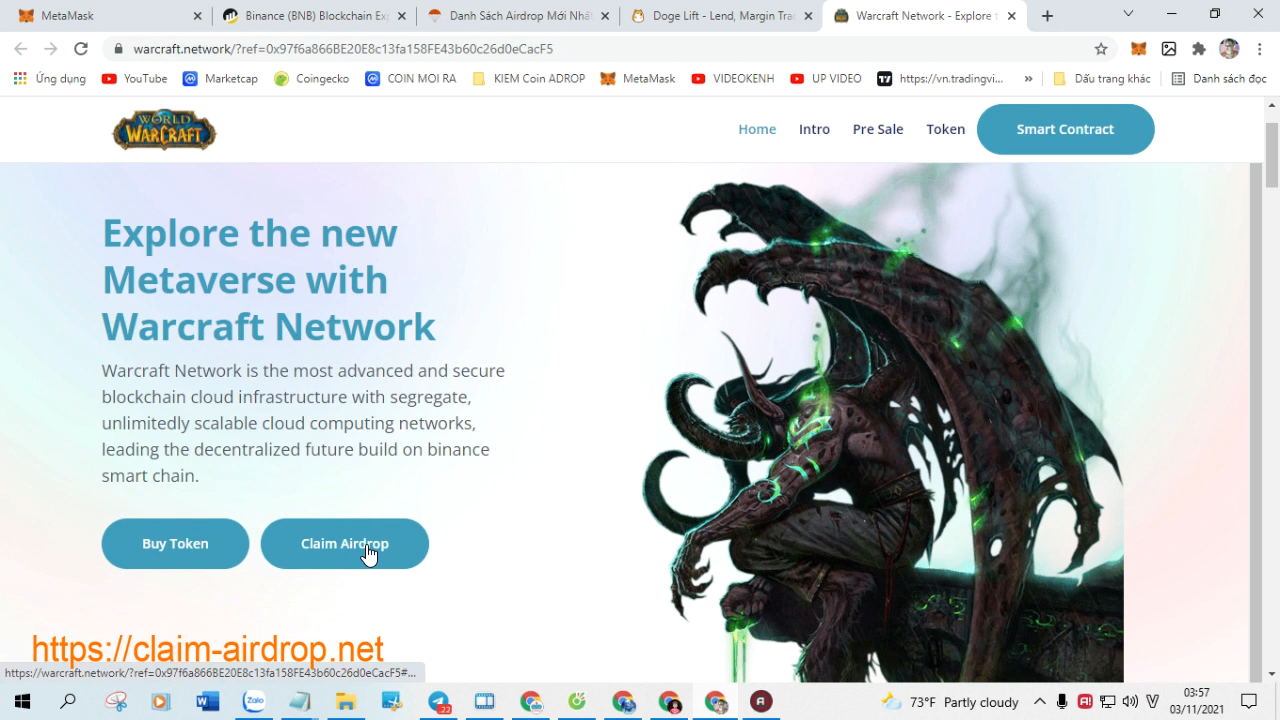 MetaMask
Binance (BNB) Blockchain Exp
Danh Sách Airdrop Mới Nhấ
Doge Lift - Lend, Margin Tra
Warcraft Network - Explore t
warcraft.network/?ref=0x97f6a866BE20E8c13fa158FE43b60c26d0eCacF5
Ứng dụng
YouTube
Marketcap
Coingecko
COIN MOI RA
KIEM Coin ADROP
MetaMask
VIDEOKENH
UP VIDEO
https://vn.tradingvi...
»
Dấu trang khác
Danh sách đọc
WORLD
WARCRAFT
Home
Intro
Pre Sale
Token
Smart Contract
Explore the new
Metaverse with
Warcraft Network
Warcraft Network is the most advanced and secure
blockchain cloud infrastructure with segregate,
unlimitedly scalable cloud computing networks,
leading the decentralized future build on binance
smart chain.
Buy Token
Claim Airdrop
https://claim-airdrop.net
https://warcraft.network/?ref=0x97f6a866BE20E8c13fa158FE43b60c26d0eCacF5#...
Zalo
22
73°F Partly cloudy
03:57
03/11/2021